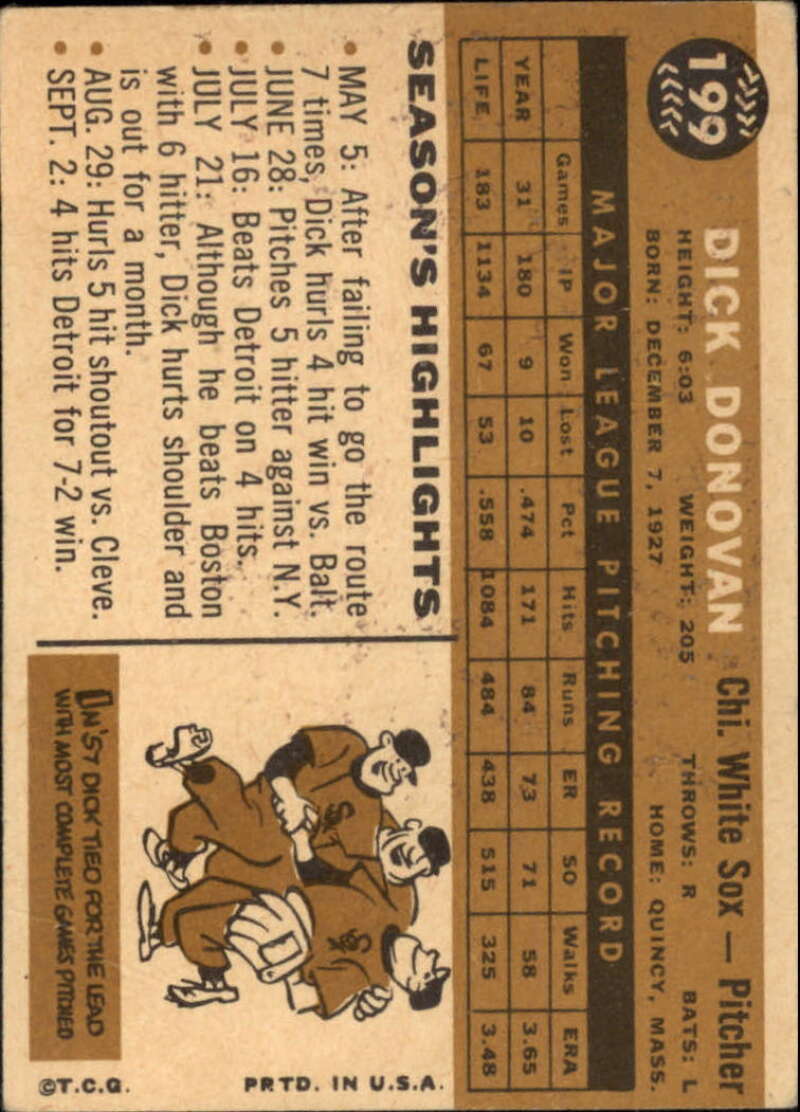 199
DICK DONOVAN Chi. White Sox — Pitcher
HEIGHT: 6:03 WEIGHT: 205 THROWS: R BATS: L
BORN: DECEMBER 7, 1927 HOME: QUINCY, MASS.
MAJOR LEAGUE PITCHING RECORD
Games IP Won Lost Pct Hits Runs ER SO Walks ERA
YEAR 31 180 9 10 .474 171 84 73 71 58 3.65
LIFE 183 1134 67 53 .558 1084 484 438 515 325 3.48
SEASON'S HIGHLIGHTS
• MAY 5: After failing to go the route
7 times, Dick hurls 4 hit win vs. Balt.
• JUNE 28: Pitches 5 hitter against N.Y.
• JULY 16: Beats Detroit on 4 hits.
• JULY 21: Although he beats Boston
with 6 hitter, Dick hurts shoulder and
is out for a month.
• AUG. 29: Hurls 5 hit shoutout vs. Cleve.
• SEPT. 2: 4 hits Detroit for 7-2 win.
IN '57 DICK TIED FOR THE LEAD
WITH MOST COMPLETE GAMES PITCHED
©T.C.G. PRTD. IN U.S.A.